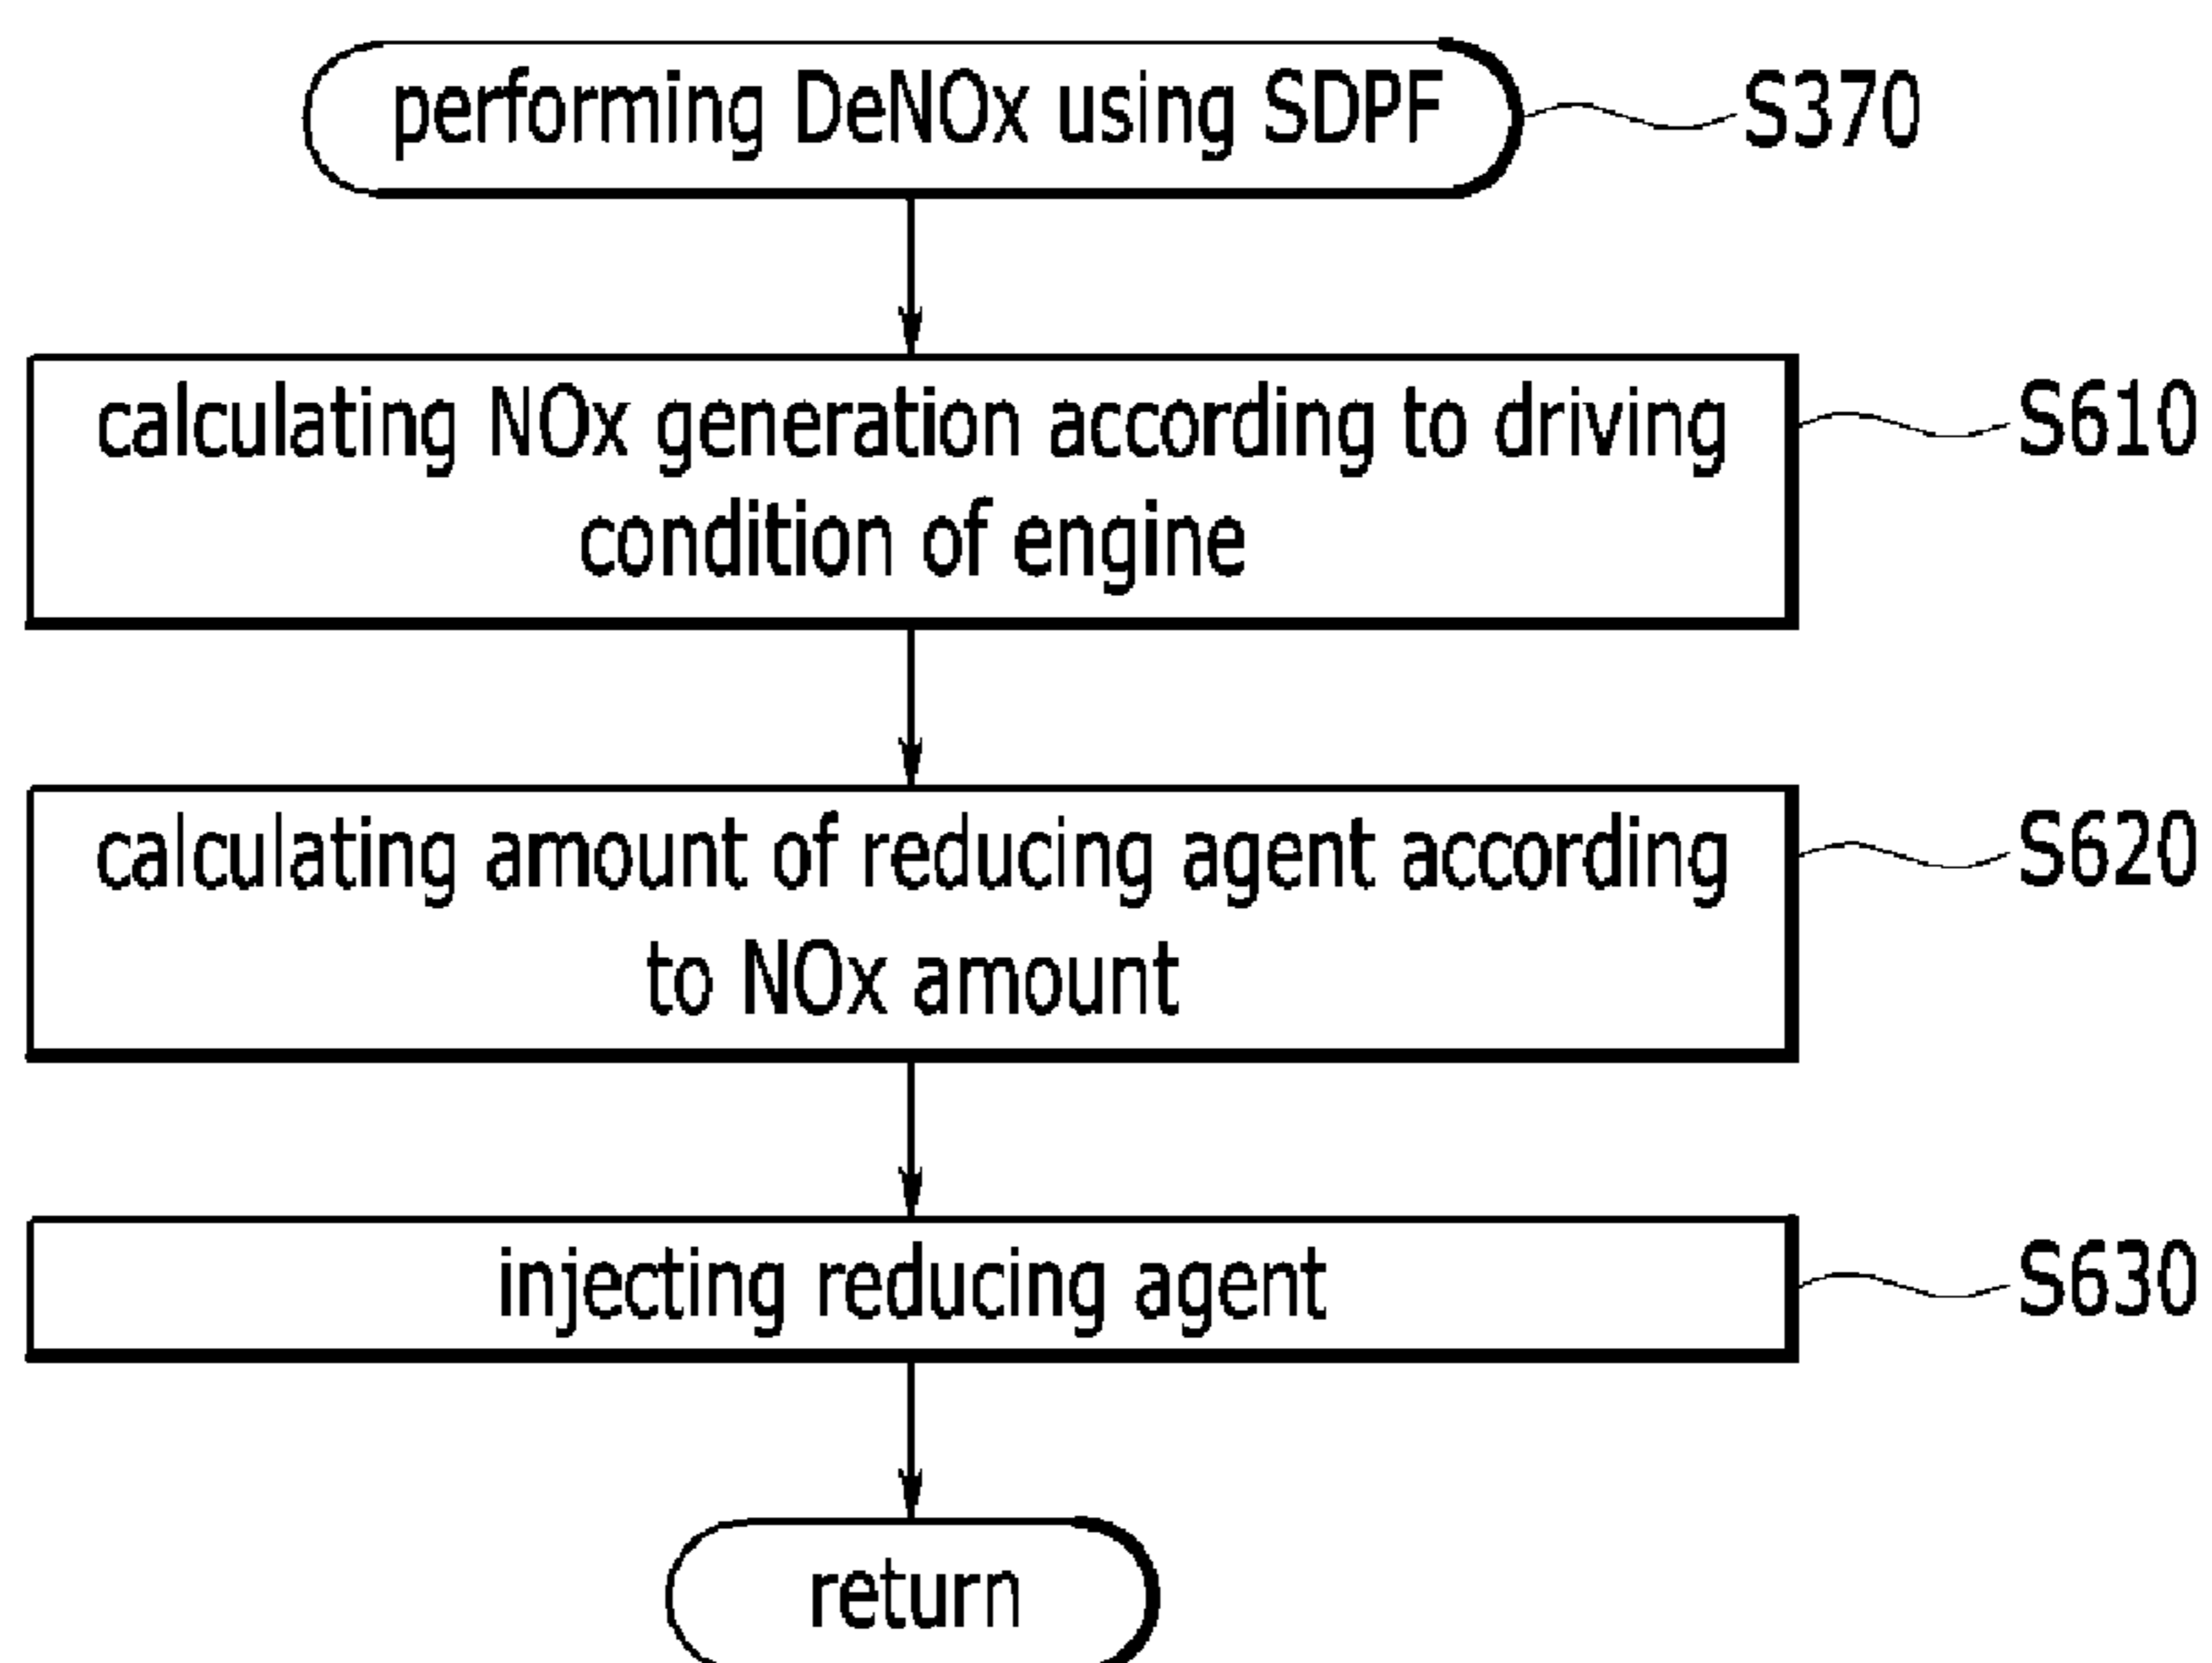 performing DeNOx using SDPF
S370
calculating NOx generation according to driving
condition of engine
S610
calculating amount of reducing agent according
to NOx amount
S620
injecting reducing agent
S630
return